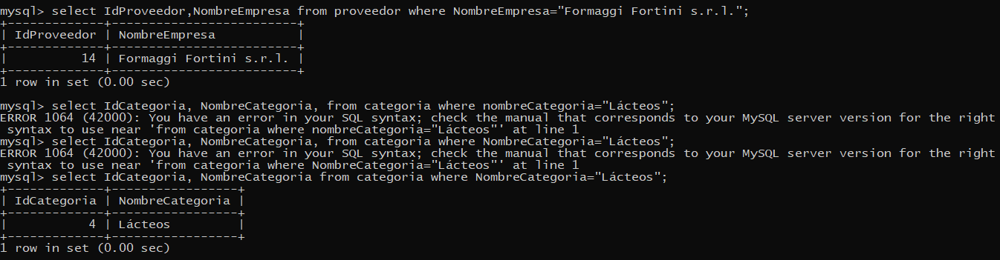 mysql> select IdProveedor,NombreEmpresa from proveedor where NombreEmpresa="Formaggi Fortini s.r.l.";
+-------------+-------------------------+
| IdProveedor | NombreEmpresa           |
+-------------+-------------------------+
|          14 | Formaggi Fortini s.r.l. |
+-------------+-------------------------+
1 row in set (0.00 sec)

mysql> select IdCategoria, NombreCategoria, from categoria where nombreCategoria="Lácteos";
ERROR 1064 (42000): You have an error in your SQL syntax; check the manual that corresponds to your MySQL server version for the right
 syntax to use near 'from categoria where nombreCategoria="Lácteos"' at line 1
mysql> select IdCategoria, NombreCategoria, from categoria where NombreCategoria="Lácteos";
ERROR 1064 (42000): You have an error in your SQL syntax; check the manual that corresponds to your MySQL server version for the right
 syntax to use near 'from categoria where NombreCategoria="Lácteos"' at line 1
mysql> select IdCategoria, NombreCategoria from categoria where NombreCategoria="Lácteos";
+-------------+-----------------+
| IdCategoria | NombreCategoria |
+-------------+-----------------+
|           4 | Lácteos         |
+-------------+-----------------+
1 row in set (0.00 sec)